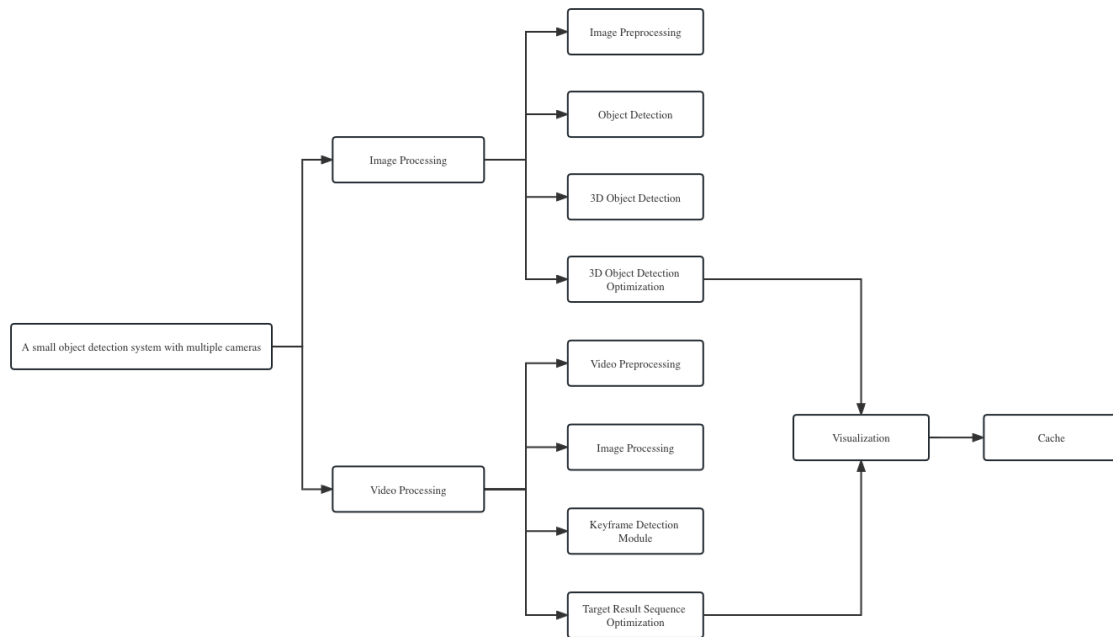 Image Preprocessing
Object Detection
Image Processing
3D Object Detection
3D Object Detection
Optimization
A small object detection system with multiple cameras
Video Preprocessing
Visualization
Cache
Image Processing
Video Processing
Keyframe Detection
Module
Target Result Sequence
Optimization